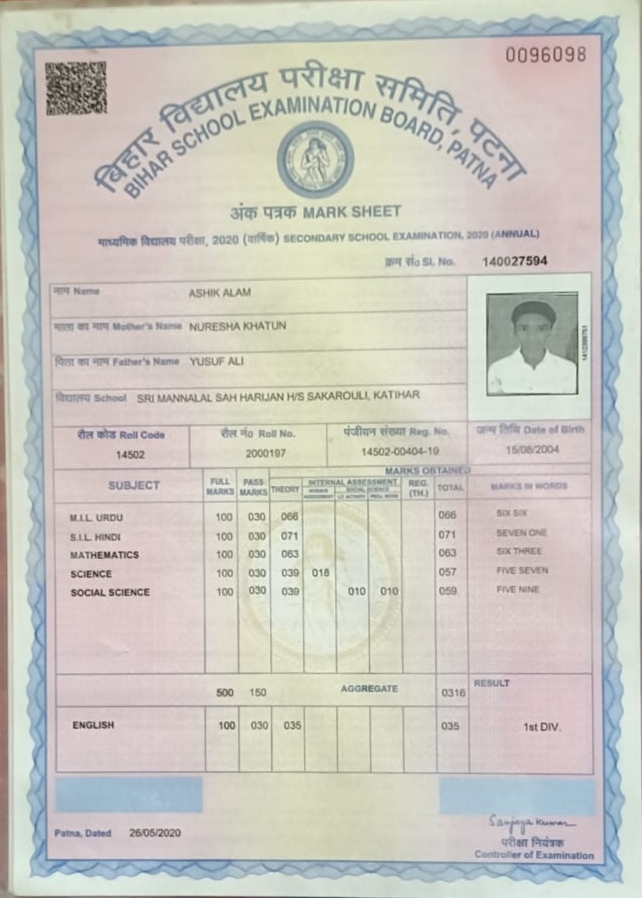 0096098
बिहार विद्यालय परीक्षा समिति, पटना
BIHAR SCHOOL EXAMINATION BOARD, PATNA
अंक पत्रक MARK SHEET
माध्यमिक विद्यालय परीक्षा, 2020 (वार्षिक) SECONDARY SCHOOL EXAMINATION, 2020 (ANNUAL)
क्रम सं० Sl. No. 140027594
नाम Name ASHIK ALAM
माता का नाम Mother's Name NURESHA KHATUN
पिता का नाम Father's Name YUSUF ALI
विद्यालय School SRI MANNALAL SAH HARIJAN H/S SAKAROULI, KATIHAR
रौल कोड Roll Code रौल नं० Roll No. पंजीयन संख्या Reg. No. जन्म तिथि Date of Birth
14502 2000197 14502-00404-19 15/08/2004
MARKS OBTAINED
SUBJECT FULL MARKS PASS MARKS THEORY INTERNAL ASSESSMENT REG. (TH.) TOTAL MARKS IN WORDS
SCIENCE SOCIAL SCIENCE
M.I.L. URDU 100 030 066 066 SIX SIX
S.I.L. HINDI 100 030 071 071 SEVEN ONE
MATHEMATICS 100 030 063 063 SIX THREE
SCIENCE 100 030 039 018 057 FIVE SEVEN
SOCIAL SCIENCE 100 030 039 010 010 059 FIVE NINE
500 150 AGGREGATE 0316 RESULT
ENGLISH 100 030 035 035 1st DIV.
Patna, Dated 26/05/2020
Sanjaya Kumar
परीक्षा नियंत्रक
Controller of Examination